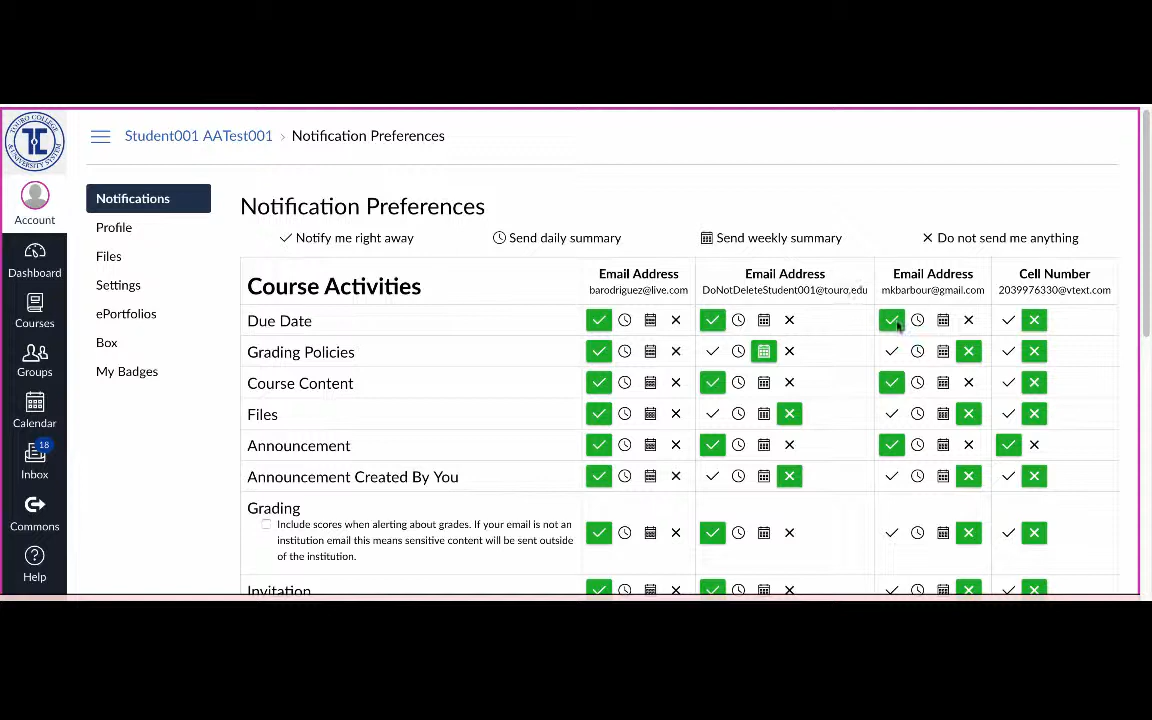 Student001 AATest001 › Notification Preferences
TOURO COLLEGE & UNIVERSITY SYSTEM
Account
Dashboard
Courses
Groups
Calendar
18
Inbox
Commons
Help
Notifications
Profile
Files
Settings
ePortfolios
Box
My Badges
Notification Preferences
Notify me right away
Send daily summary
Send weekly summary
Do not send me anything
Course Activities
Email Address
barodriguez@live.com
Email Address
DoNotDeleteStudent001@touro.edu
Email Address
mkbarbour@gmail.com
Cell Number
2039976330@vtext.com
Due Date
Grading Policies
Course Content
Files
Announcement
Announcement Created By You
Grading
Include scores when alerting about grades. If your email is not an
institution email this means sensitive content will be sent outside
of the institution.
Invitation